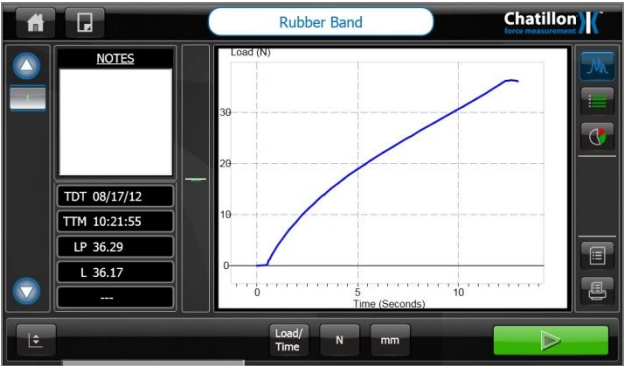 Rubber Band
Chatillon
force measurement
NOTES
TDT 08/17/12
TTM 10:21:55
LP 36.29
L 36.17
---
Load (N)
30
20
10
0
0 5 10
Time (Seconds)
Load/
Time
N
mm